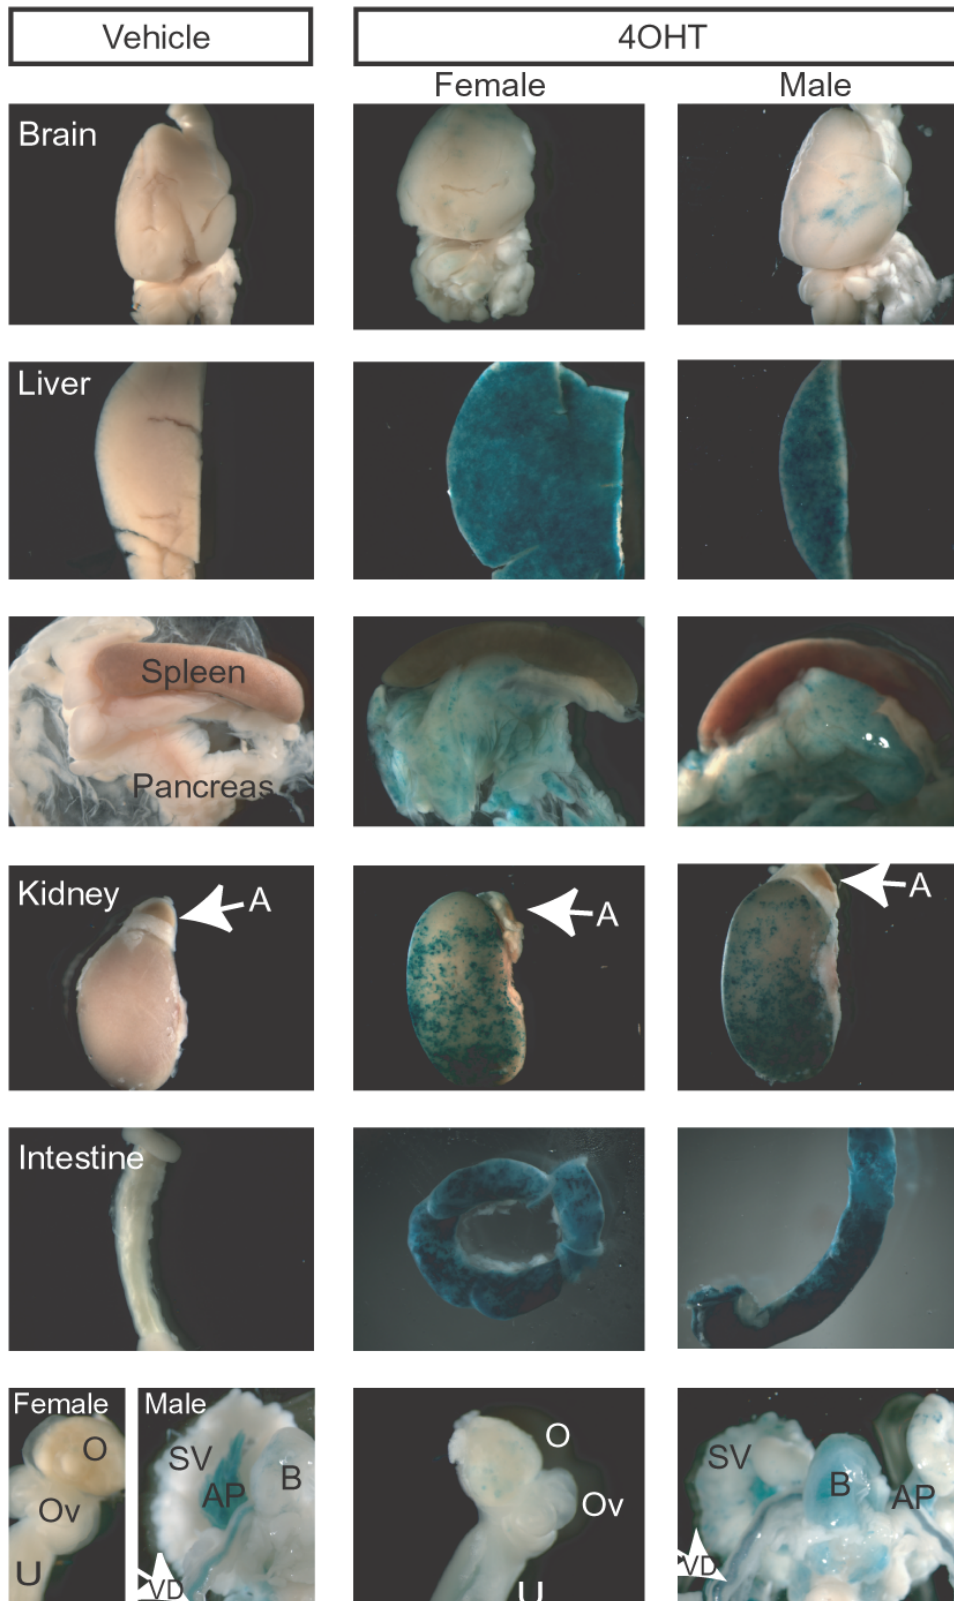 Vehicle
4OHT
Female
Male
Brain
Liver
Spleen
Pancreas
Kidney
A
A
A
Intestine
Female
O
Ov
U
Male
SV
AP
B
VD
O
Ov
U
SV
B
AP
VD